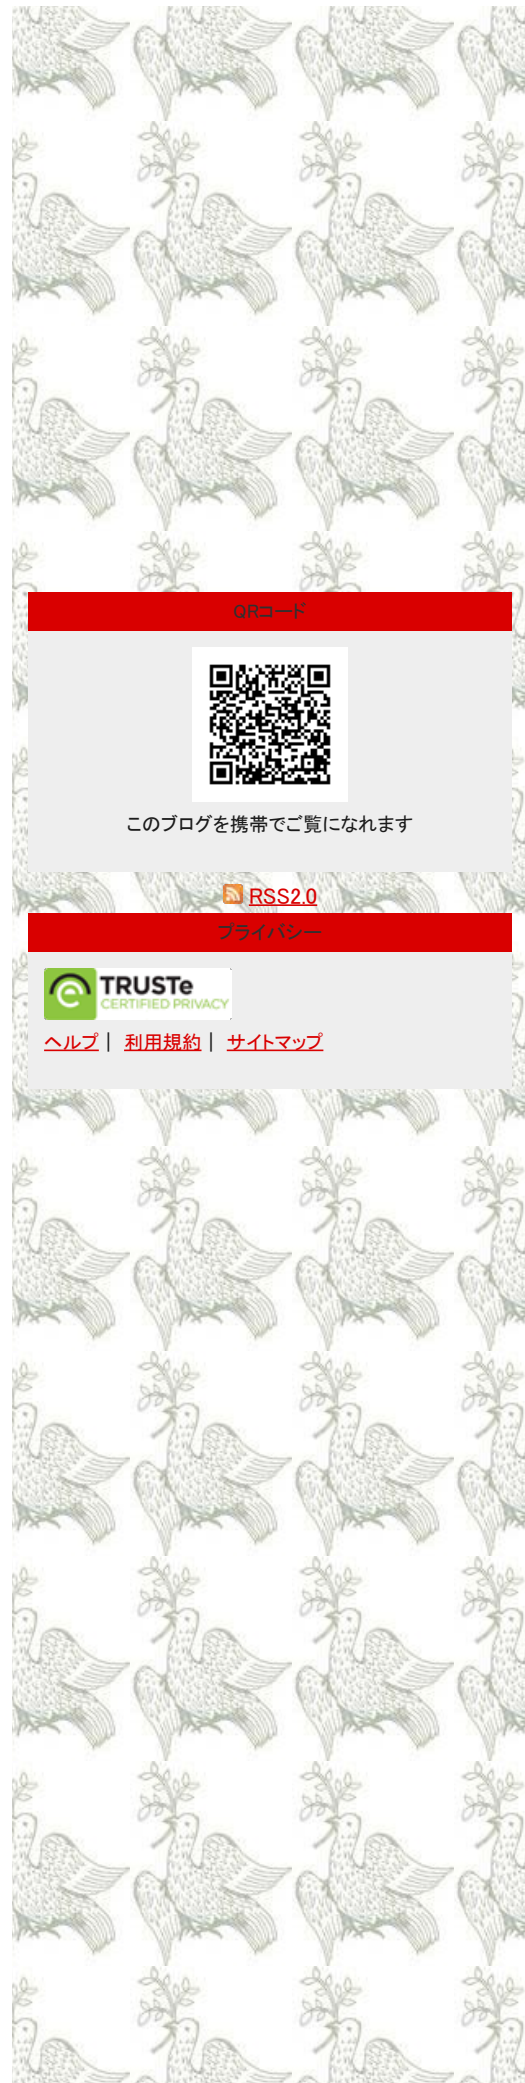 QRコード
このブログを携帯でご覧になれます
RSS2.0
プライバシー
TRUSTe
CERTIFIED PRIVACY
ヘルプ | 利用規約 | サイトマップ